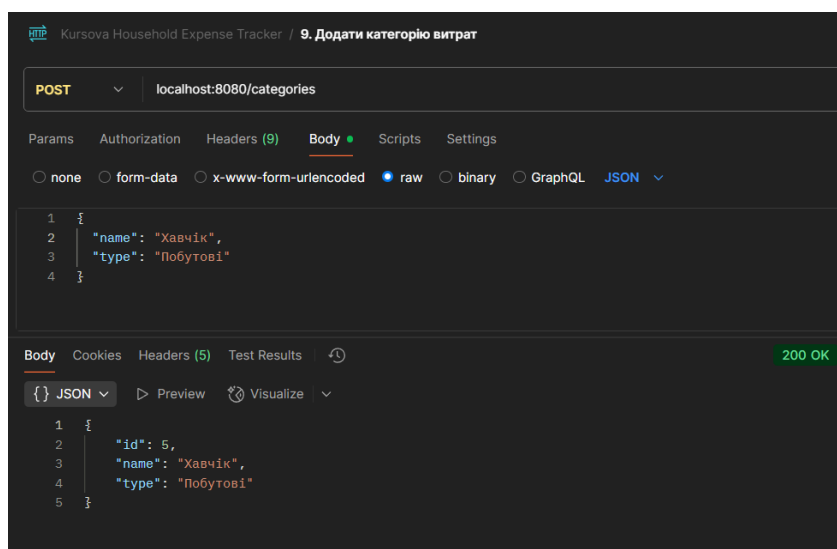 HTTP Kursova Household Expense Tracker / 9. Додати категорію витрат
POST localhost:8080/categories
Params Authorization Headers (9) Body Scripts Settings
none form-data x-www-form-urlencoded raw binary GraphQL JSON
1 {
2 "name": "Хавчік",
3 "type": "Побутові"
4 }
Body Cookies Headers (5) Test Results 200 OK
{} JSON Preview Visualize
1 {
2 "id": 5,
3 "name": "Хавчік",
4 "type": "Побутові"
5 }